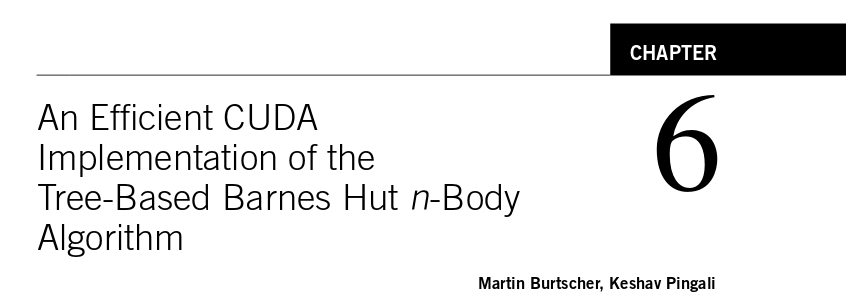 CHAPTER
6
An Efficient CUDA
Implementation of the
Tree-Based Barnes Hut n-Body
Algorithm
Martin Burtscher, Keshav Pingali